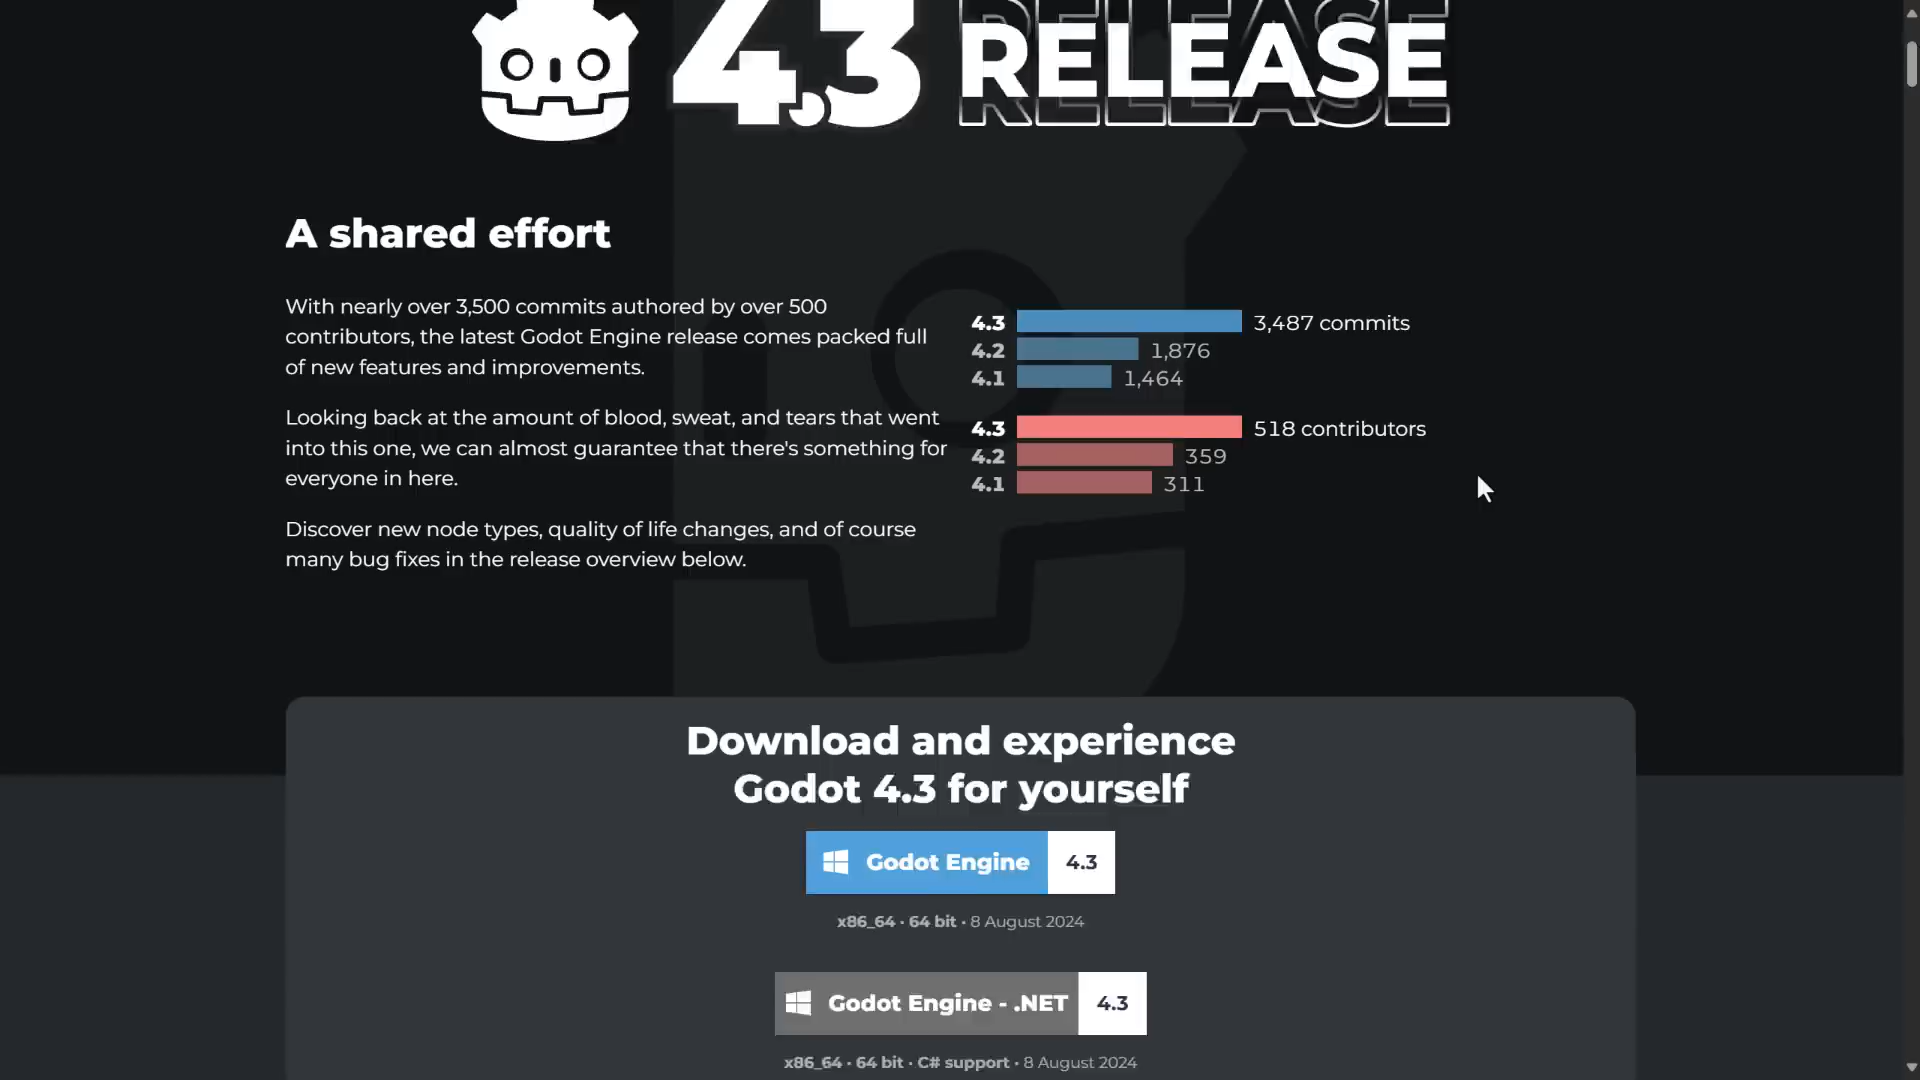 4.3 RELEASE
A shared effort
With nearly over 3,500 commits authored by over 500
contributors, the latest Godot Engine release comes packed full
of new features and improvements.
Looking back at the amount of blood, sweat, and tears that went
into this one, we can almost guarantee that there's something for
everyone in here.
Discover new node types, quality of life changes, and of course
many bug fixes in the release overview below.
4.3 3,487 commits
4.2 1,876
4.1 1,464
4.3 518 contributors
4.2 359
4.1 311
Download and experience
Godot 4.3 for yourself
Godot Engine 4.3
x86_64 · 64 bit · 8 August 2024
Godot Engine - .NET 4.3
x86_64 · 64 bit · C# support · 8 August 2024